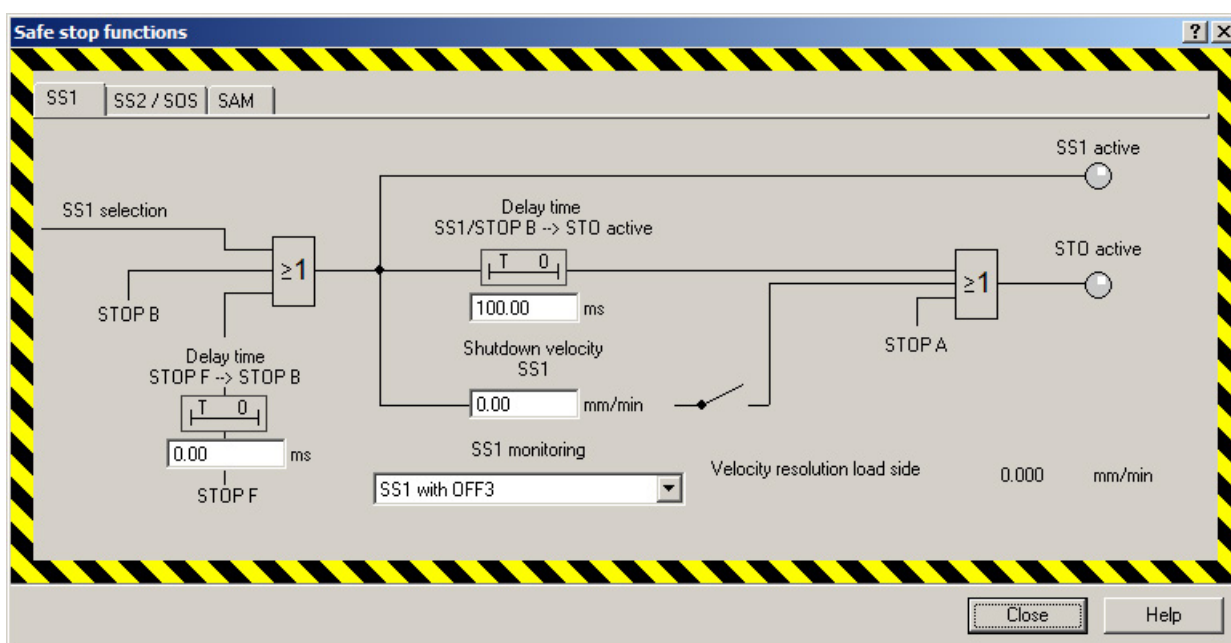 Safe stop functions
SS1
SS2 / SOS
SAM
SS1 active
SS1 selection
Delay time
SS1/STOP B --> STO active
T 0
≥1
STO active
≥1
STOP B
100.00 ms
STOP A
Delay time
STOP F --> STOP B
T 0
Shutdown velocity
SS1
0.00 mm/min
0.00 ms
STOP F
SS1 monitoring
SS1 with OFF3
Velocity resolution load side 0.000 mm/min
Close
Help